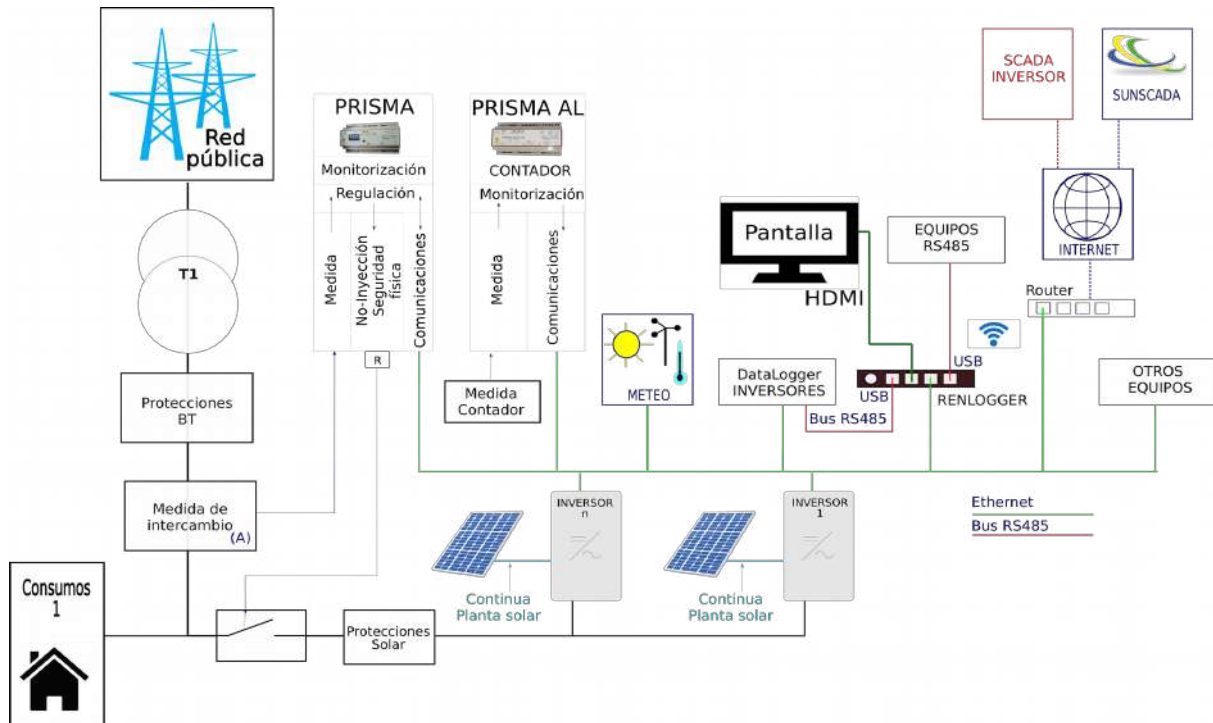 Red
pública
T1
Protecciones
BT
Medida de
intercambio
(A)
Consumos
1
Protecciones
Solar
PRISMA
Monitorización
Regulación
Medida
No-Inyección
Seguridad
física
Comunicaciones
R
PRISMA AL
CONTADOR
Monitorización
Medida
Comunicaciones
Medida
Contador
METEO
Pantalla
HDMI
EQUIPOS
RS485
DataLogger
INVERSORES
USB
USB
RENLOGGER
Bus RS485
SCADA
INVERSOR
SUNSCADA
INTERNET
Router
OTROS
EQUIPOS
INVERSOR
n
Continua
Planta solar
INVERSOR
1
Continua
Planta solar
Ethernet
Bus RS485